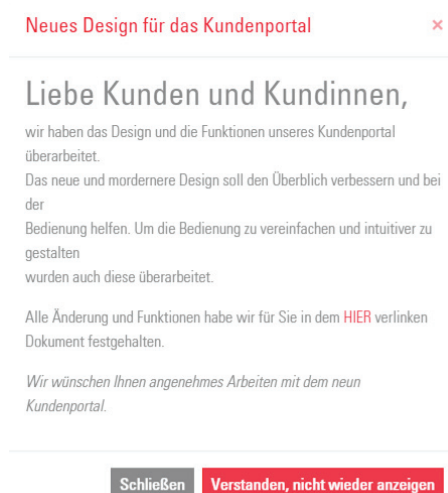 Neues Design für das Kundenportal ×
Liebe Kunden und Kundinnen,
wir haben das Design und die Funktionen unseres Kundenportal
überarbeitet.
Das neue und mordernere Design soll den Überblich verbessern und bei
der
Bedienung helfen. Um die Bedienung zu vereinfachen und intuitiver zu
gestalten
wurden auch diese überarbeitet.
Alle Änderung und Funktionen habe wir für Sie in dem HIER verlinken
Dokument festgehalten.
Wir wünschen Ihnen angenehmes Arbeiten mit dem neun
Kundenportal.
Schließen Verstanden, nicht wieder anzeigen